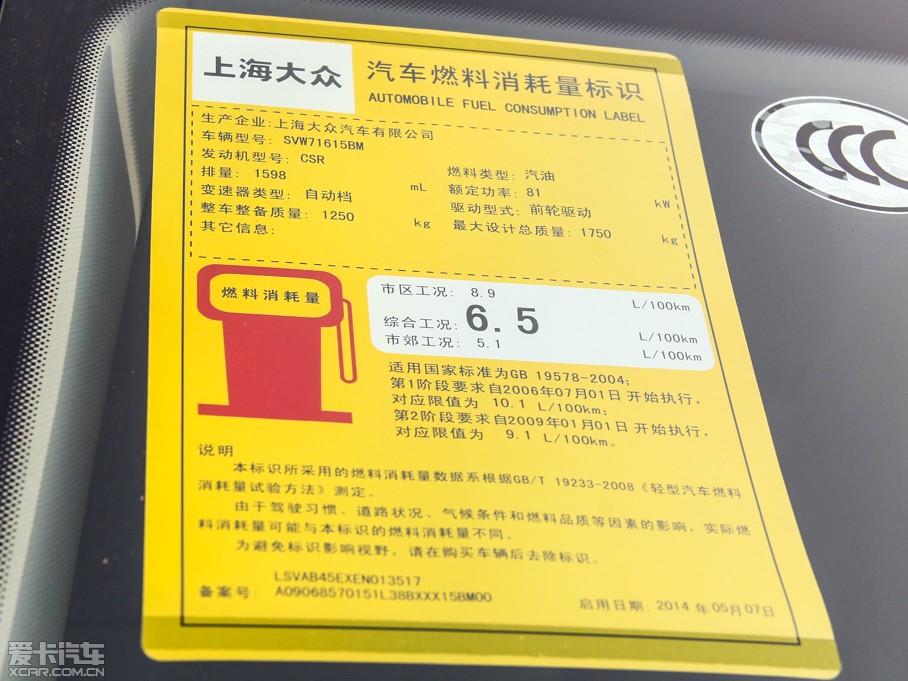 上海大众
汽车燃料消耗量标识
AUTOMOBILE FUEL CONSUMPTION LABEL
生产企业:上海大众汽车有限公司
车辆型号: SVW71615BM
发动机型号: CSR
燃料类型: 汽油
排量: 1598 mL
额定功率: 81 kW
变速器类型: 自动档
驱动型式: 前轮驱动
整车整备质量: 1250 kg
最大设计总质量: 1750 kg
其它信息:
燃料消耗量
市区工况: 8.9 L/100km
综合工况: 6.5 L/100km
市郊工况: 5.1 L/100km
适用国家标准为GB 19578-2004;
第1阶段要求自2006年07月01日 开始执行,
对应限值为 10.1 L/100km;
第2阶段要求自2009年01月01日 开始执行,
对应限值为 9.1 L/100km。
说明
本标识所采用的燃料消耗量数据系根据GB/T 19233-2008《轻型汽车燃料
消耗量试验方法》测定。
由于驾驶习惯、道路状况、气候条件和燃料品质等因素的影响,实际燃
料消耗量可能与本标识的燃料消耗量不同。
为避免标识影响视野,请在购买车辆后去除标识。
LSVAB45EXEN013517
备案号: A09068570151L38BXXX15BM00
启用日期: 2014 年05月07日
CCC
爱卡汽车
XCAR.COM.CN